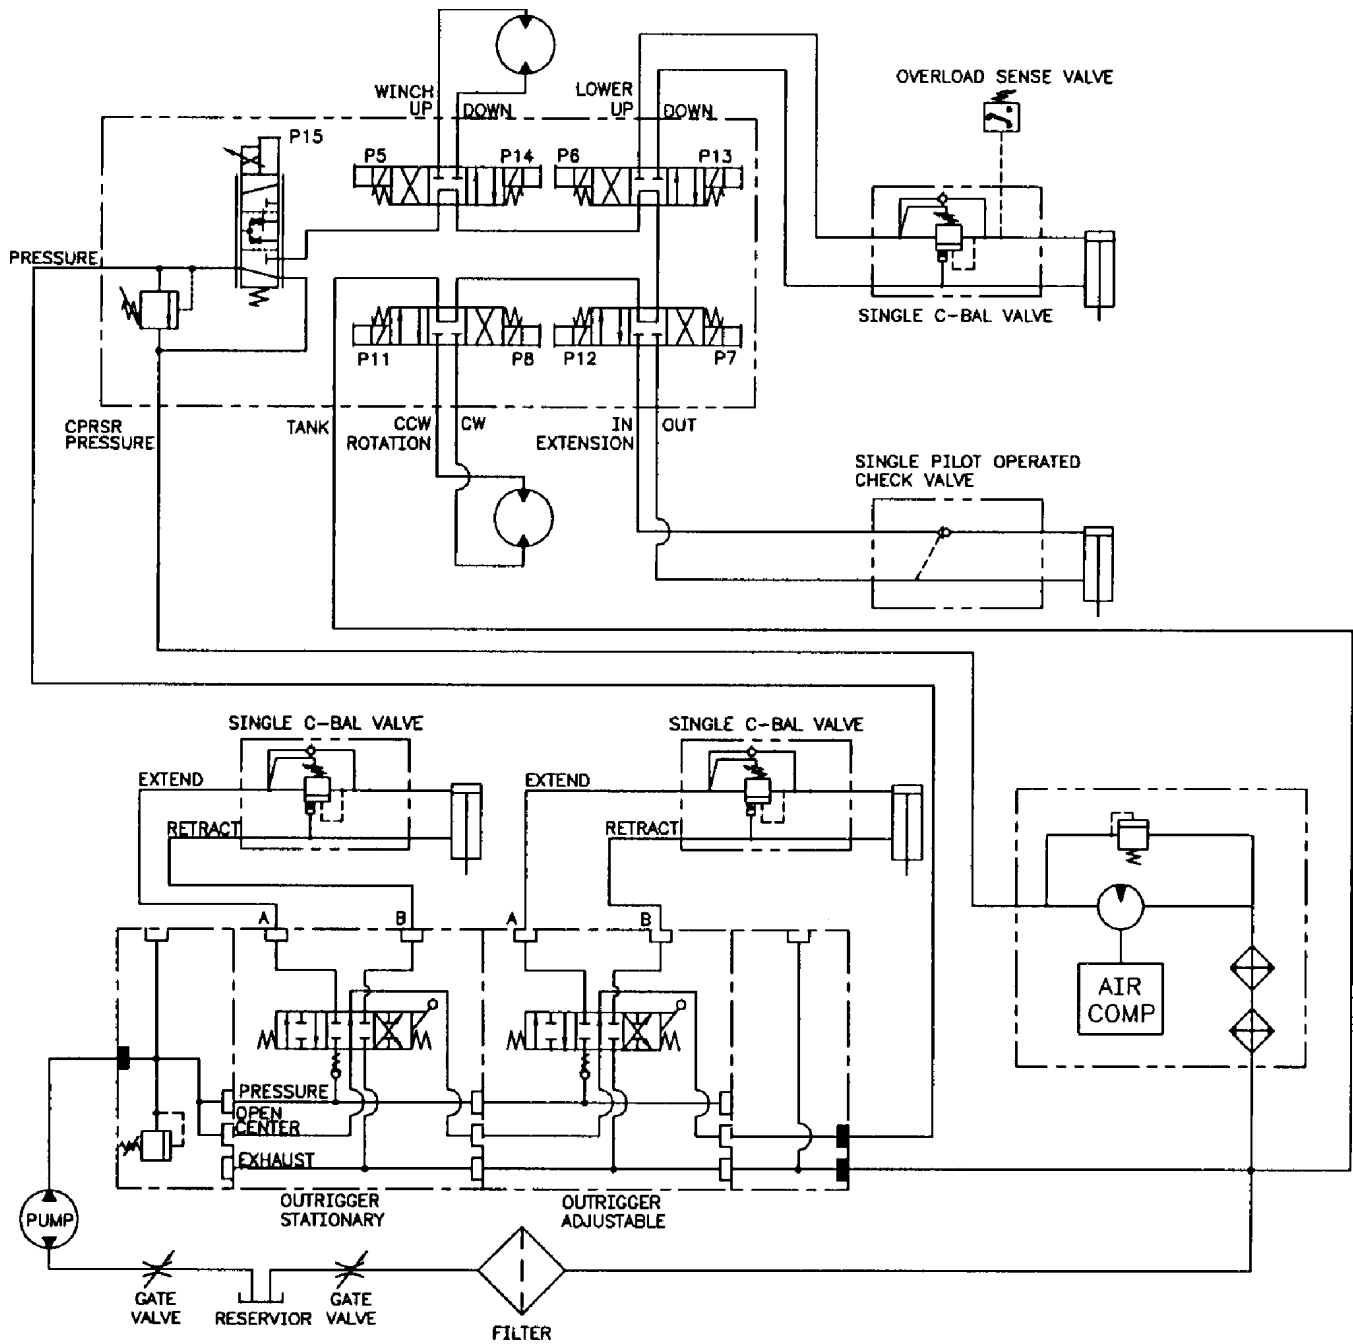 WINCH
UP
DOWN
LOWER
UP
DOWN
OVERLOAD SENSE VALVE
P15
P5
P14
P6
P13
PRESSURE
SINGLE C-BAL VALVE
P11
P8
P12
P7
CPRSR
PRESSURE
TANK
CCW
CW
ROTATION
IN
OUT
EXTENSION
SINGLE PILOT OPERATED
CHECK VALVE
SINGLE C-BAL VALVE
SINGLE C-BAL VALVE
EXTEND
EXTEND
RETRACT
RETRACT
A
B
A
B
AIR
COMP
PRESSURE
OPEN
CENTER
EXHAUST
OUTRIGGER
STATIONARY
OUTRIGGER
ADJUSTABLE
PUMP
GATE
VALVE
RESERVIOR
GATE
VALVE
FILTER